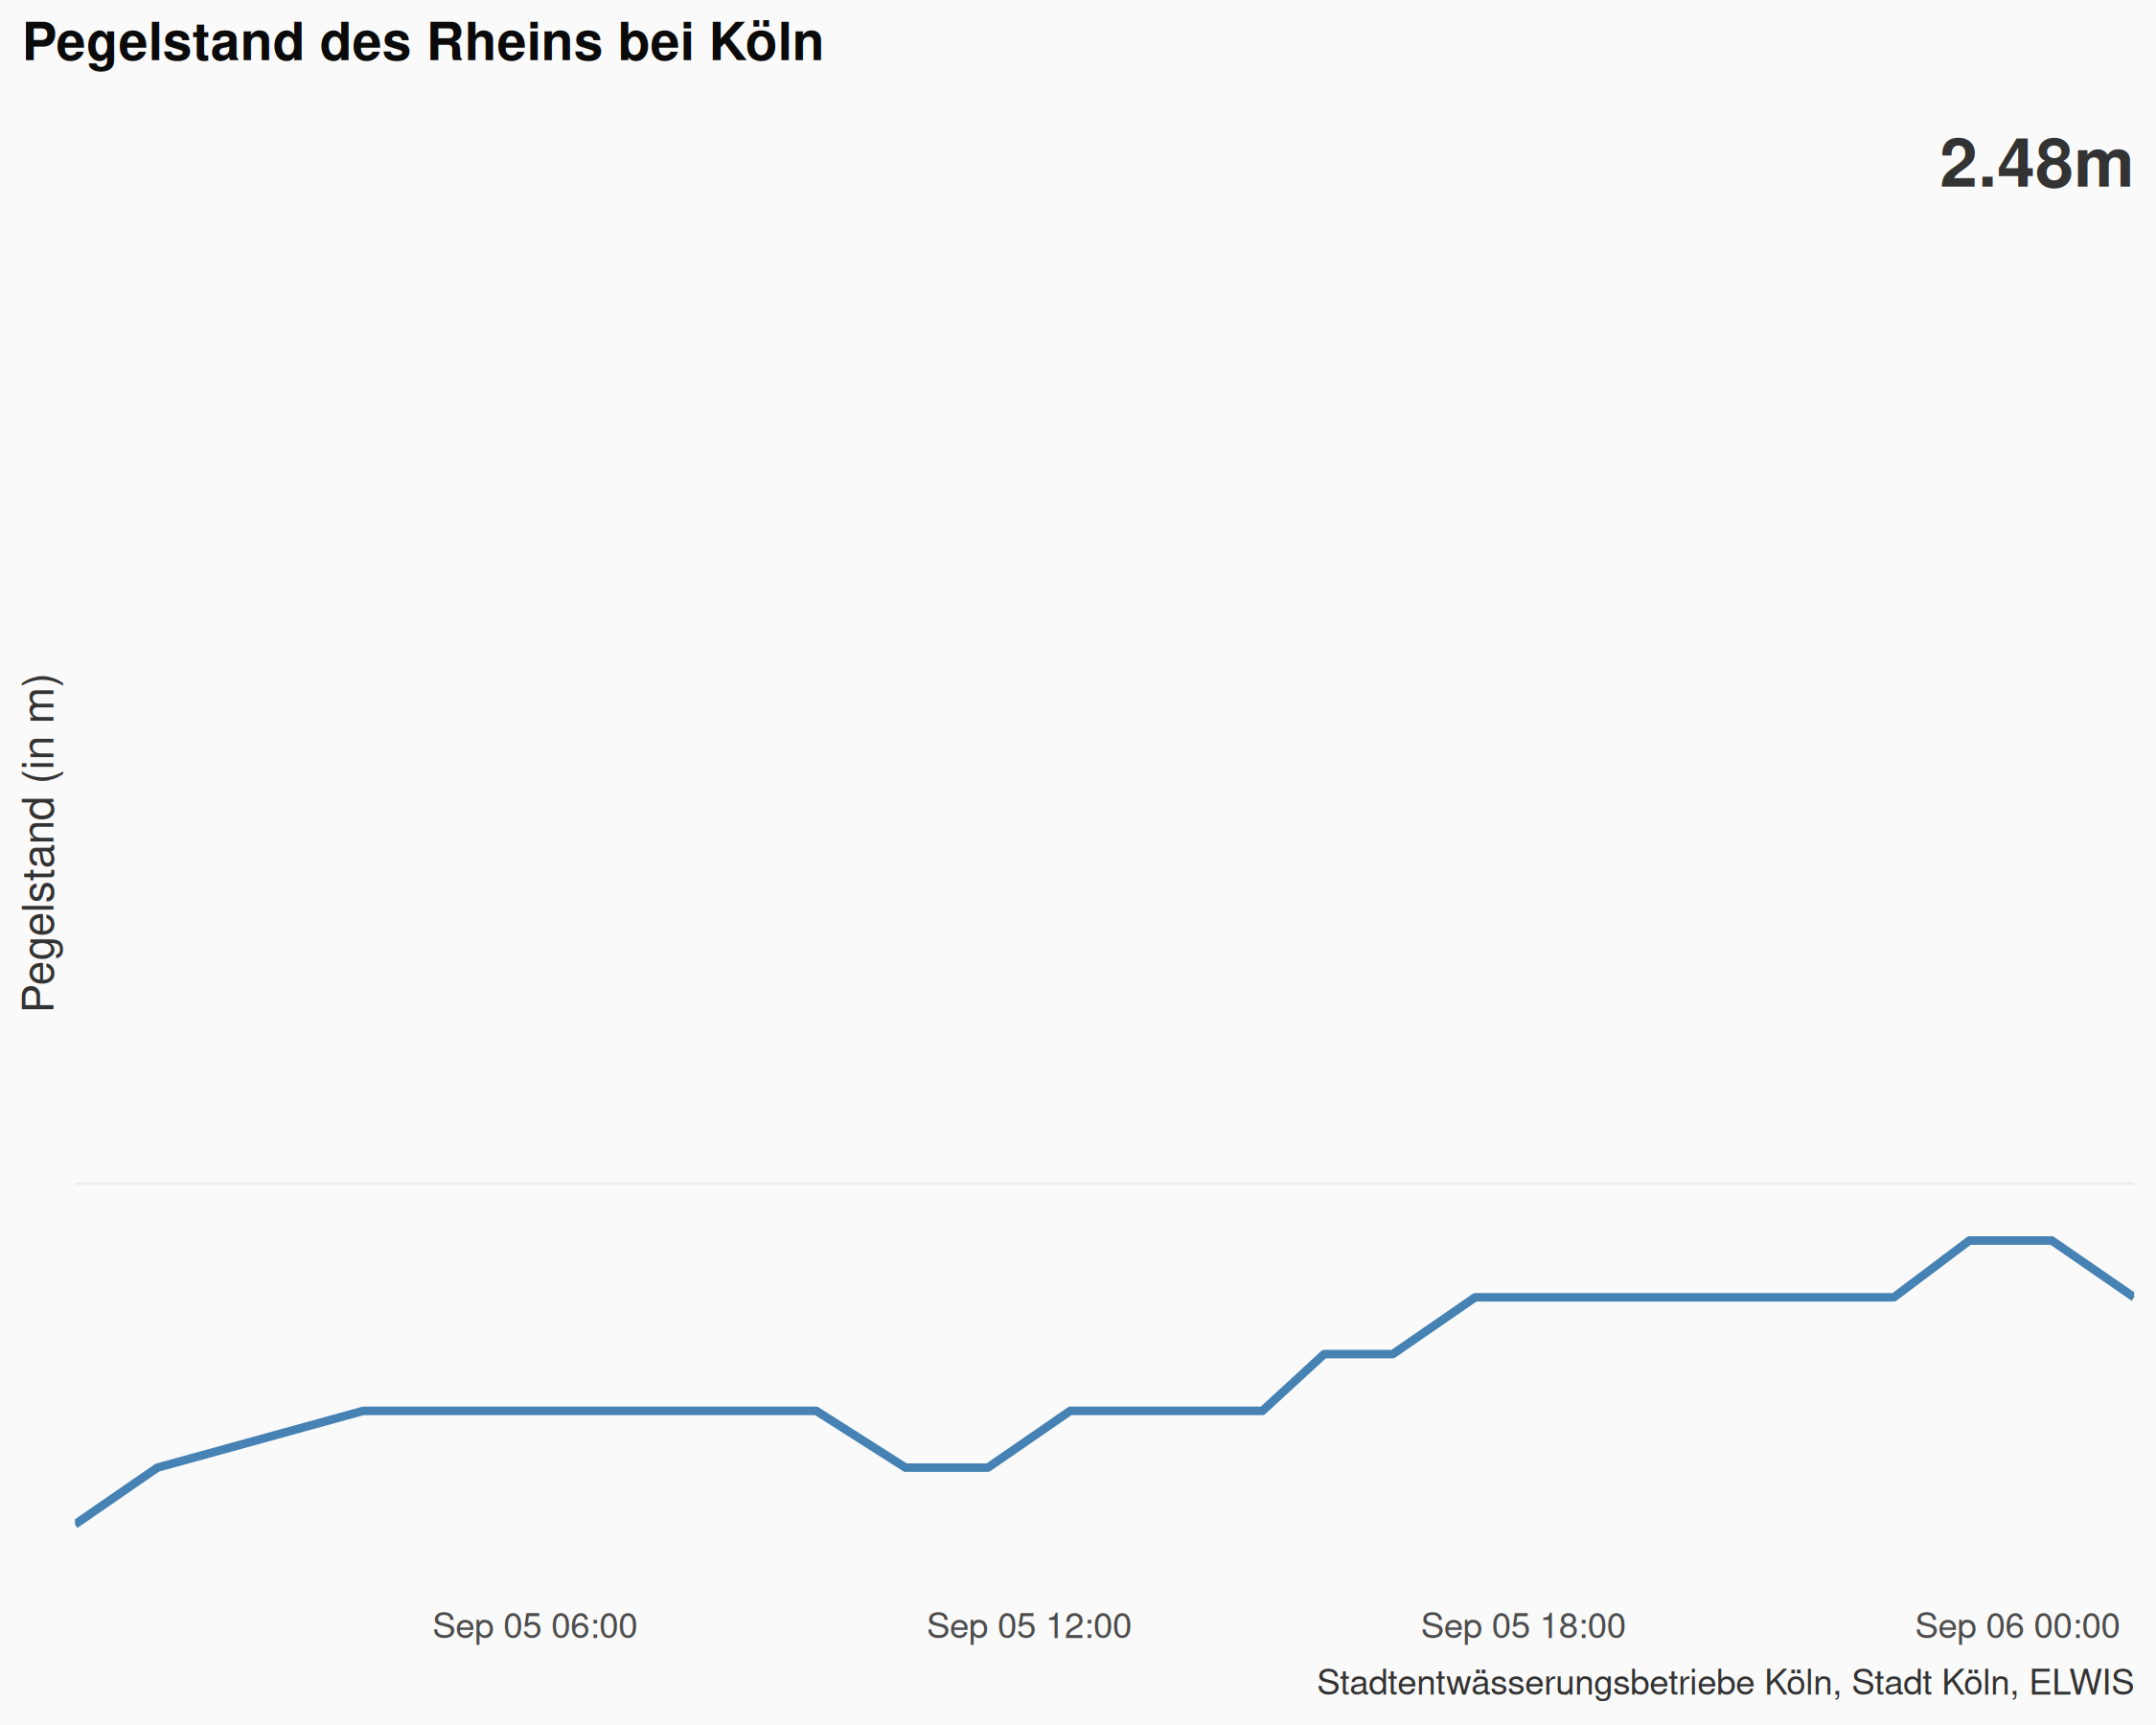 Pegelstand des Rheins bei Köln
2.48m
Pegelstand (in m)
Sep 05 06:00 Sep 05 12:00 Sep 05 18:00 Sep 06 00:00
Stadtentwässerungsbetriebe Köln, Stadt Köln, ELWIS